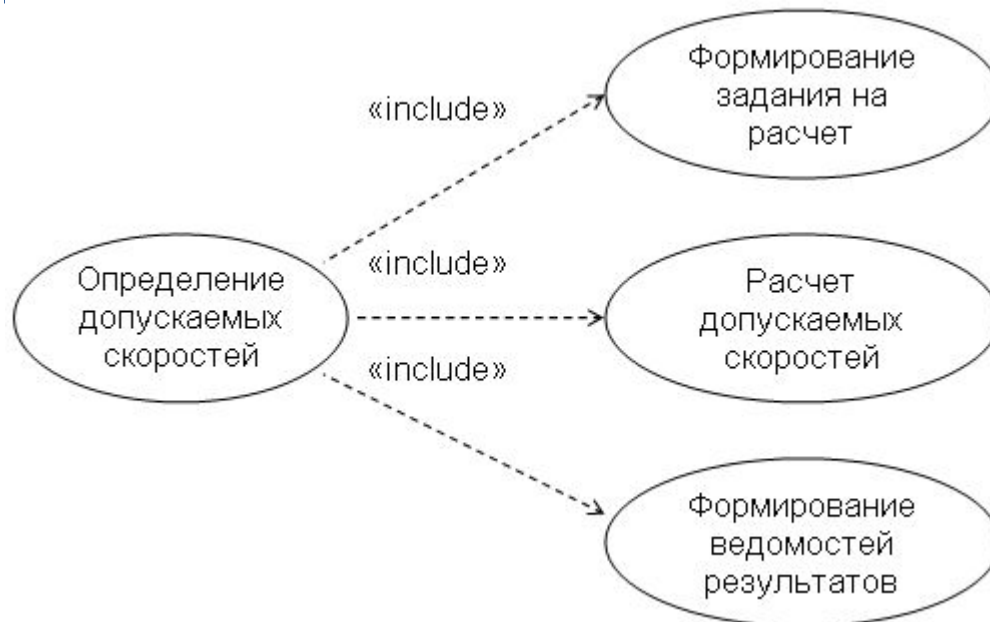 Формирование
задания на
расчет
«include»
Определение
допускаемых
скоростей
«include»
Расчет
допускаемых
скоростей
«include»
Формирование
ведомостей
результатов